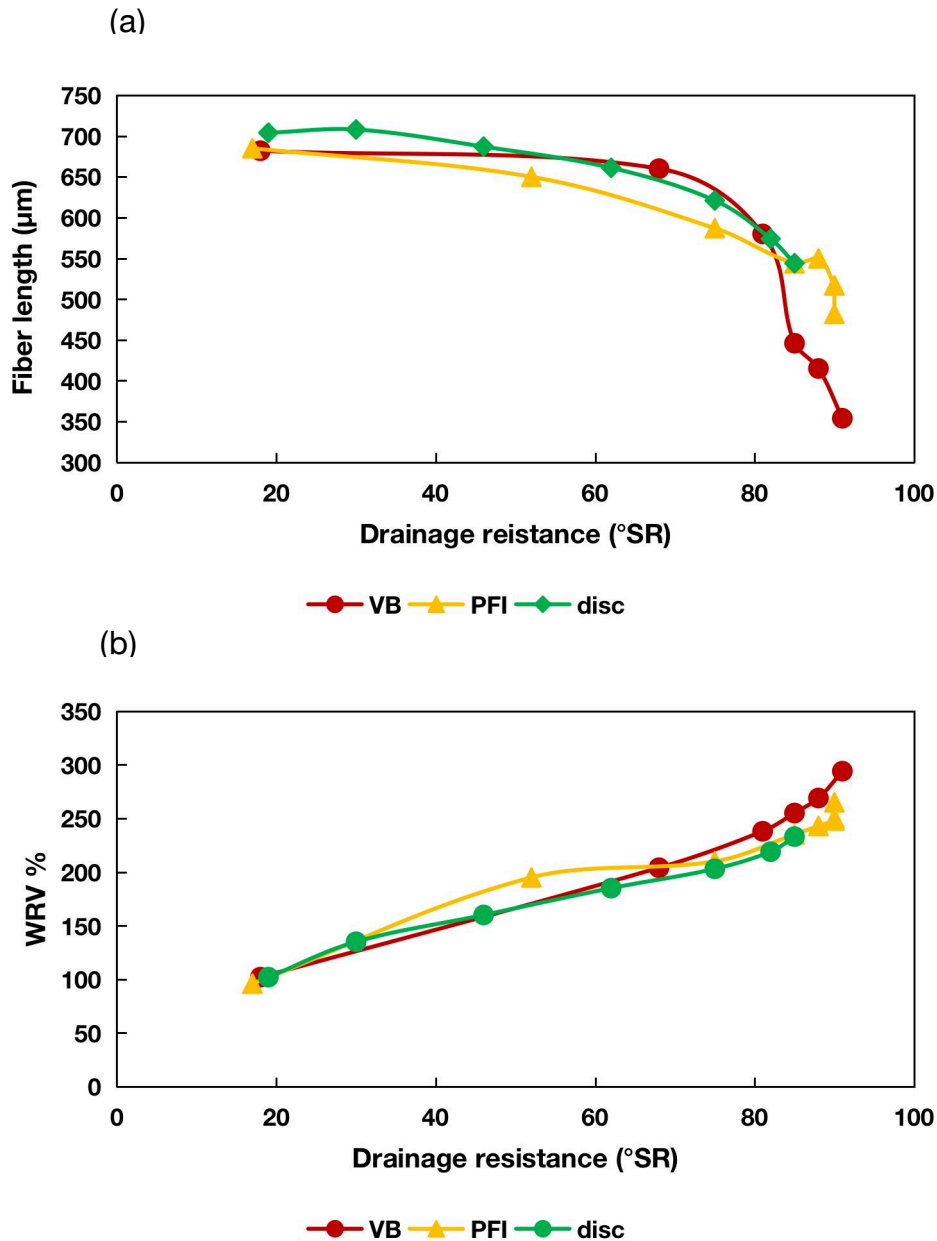 (a)
750
700
650
600
550
500
450
400
350
300
Fiber length (µm)
0 20 40 60 80 100
Drainage reistance (°SR)
VB PFI disc
(b)
350
300
250
200
150
100
50
0
WRV %
0 20 40 60 80 100
Drainage resistance (°SR)
VB PFI disc